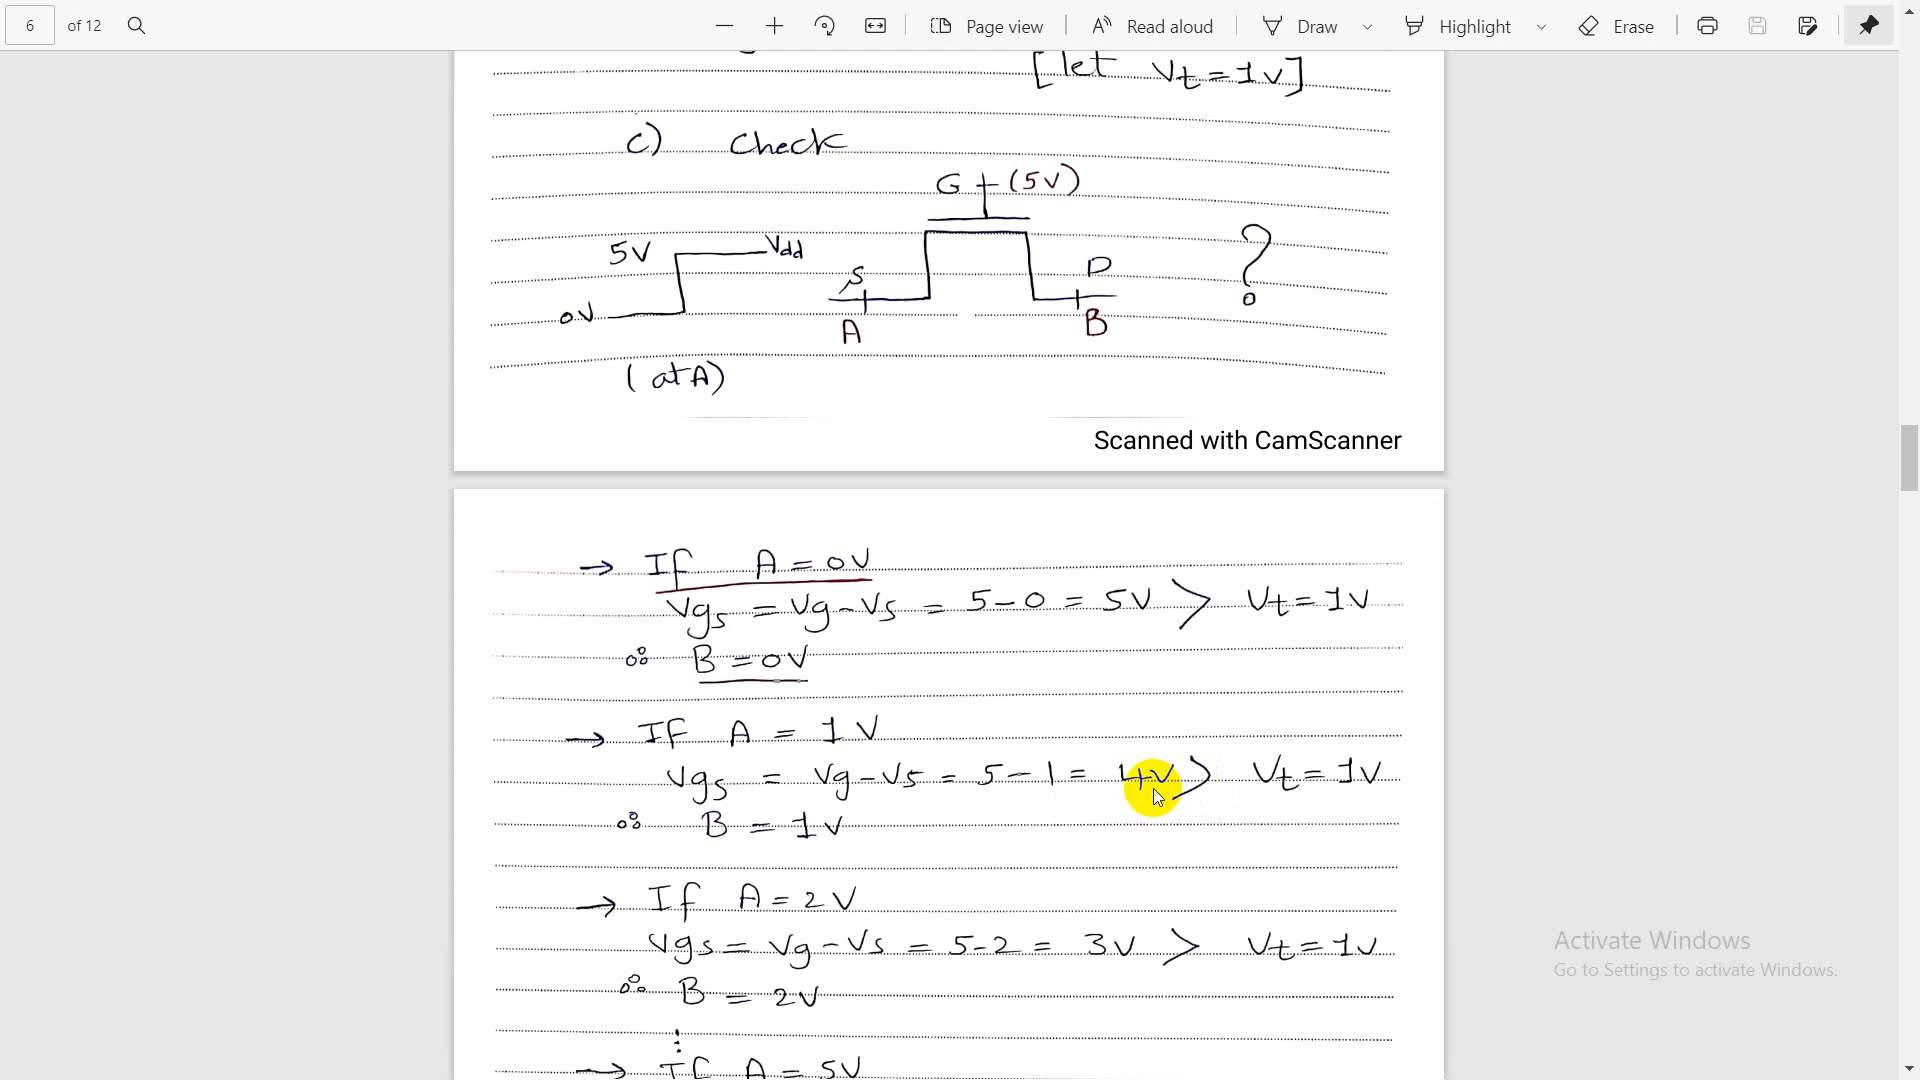 6 of 12 Page view Read aloud Draw Highlight Erase
[let Vt = 1V]
c) Check
G (5V)
5V Vdd
S D
0V
A B ?
(at A)
Scanned with CamScanner
→ If A = 0V
Vgs = Vg - Vs = 5 - 0 = 5V > Vt = 1V
∴ B = 0V
→ If A = 1V
Vgs = Vg - Vs = 5 - 1 = 4V > Vt = 1V
∴ B = 1V
→ If A = 2V
Vgs = Vg - Vs = 5 - 2 = 3V > Vt = 1V
∴ B = 2V
→ If A = 5V
Activate Windows
Go to Settings to activate Windows.